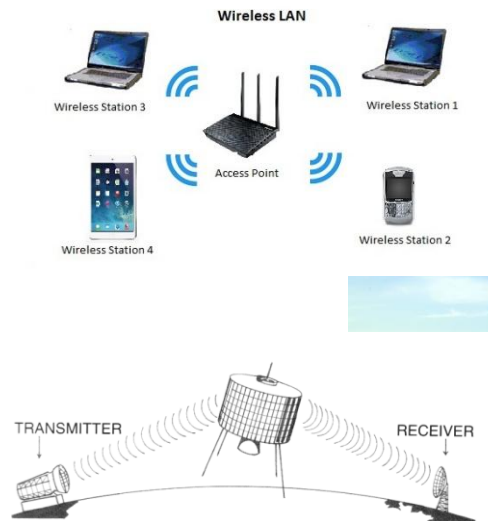 Wireless LAN
Wireless Station 3
Wireless Station 1
Access Point
Wireless Station 4
Wireless Station 2
TRANSMITTER
RECEIVER